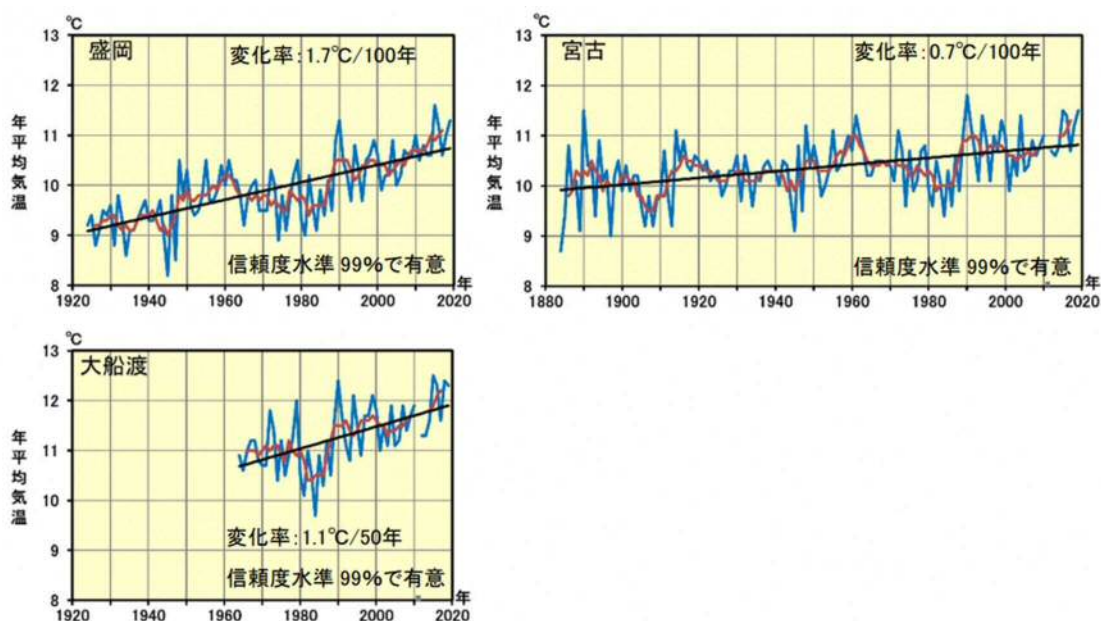 ℃
13
盛岡
変化率：1.7℃/100年
12
11
年平均気温
10
9
信頼度水準 99%で有意
8
1920 1940 1960 1980 2000 2020
年
℃
13
宮古
変化率：0.7℃/100年
12
11
年平均気温
10
9
信頼度水準 99%で有意
8
1880 1900 1920 1940 1960 1980 2000 2020
年
℃
13
大船渡
12
11
年平均気温
10
変化率：1.1℃/50年
9
信頼度水準 99%で有意
8
1920 1940 1960 1980 2000 2020
年